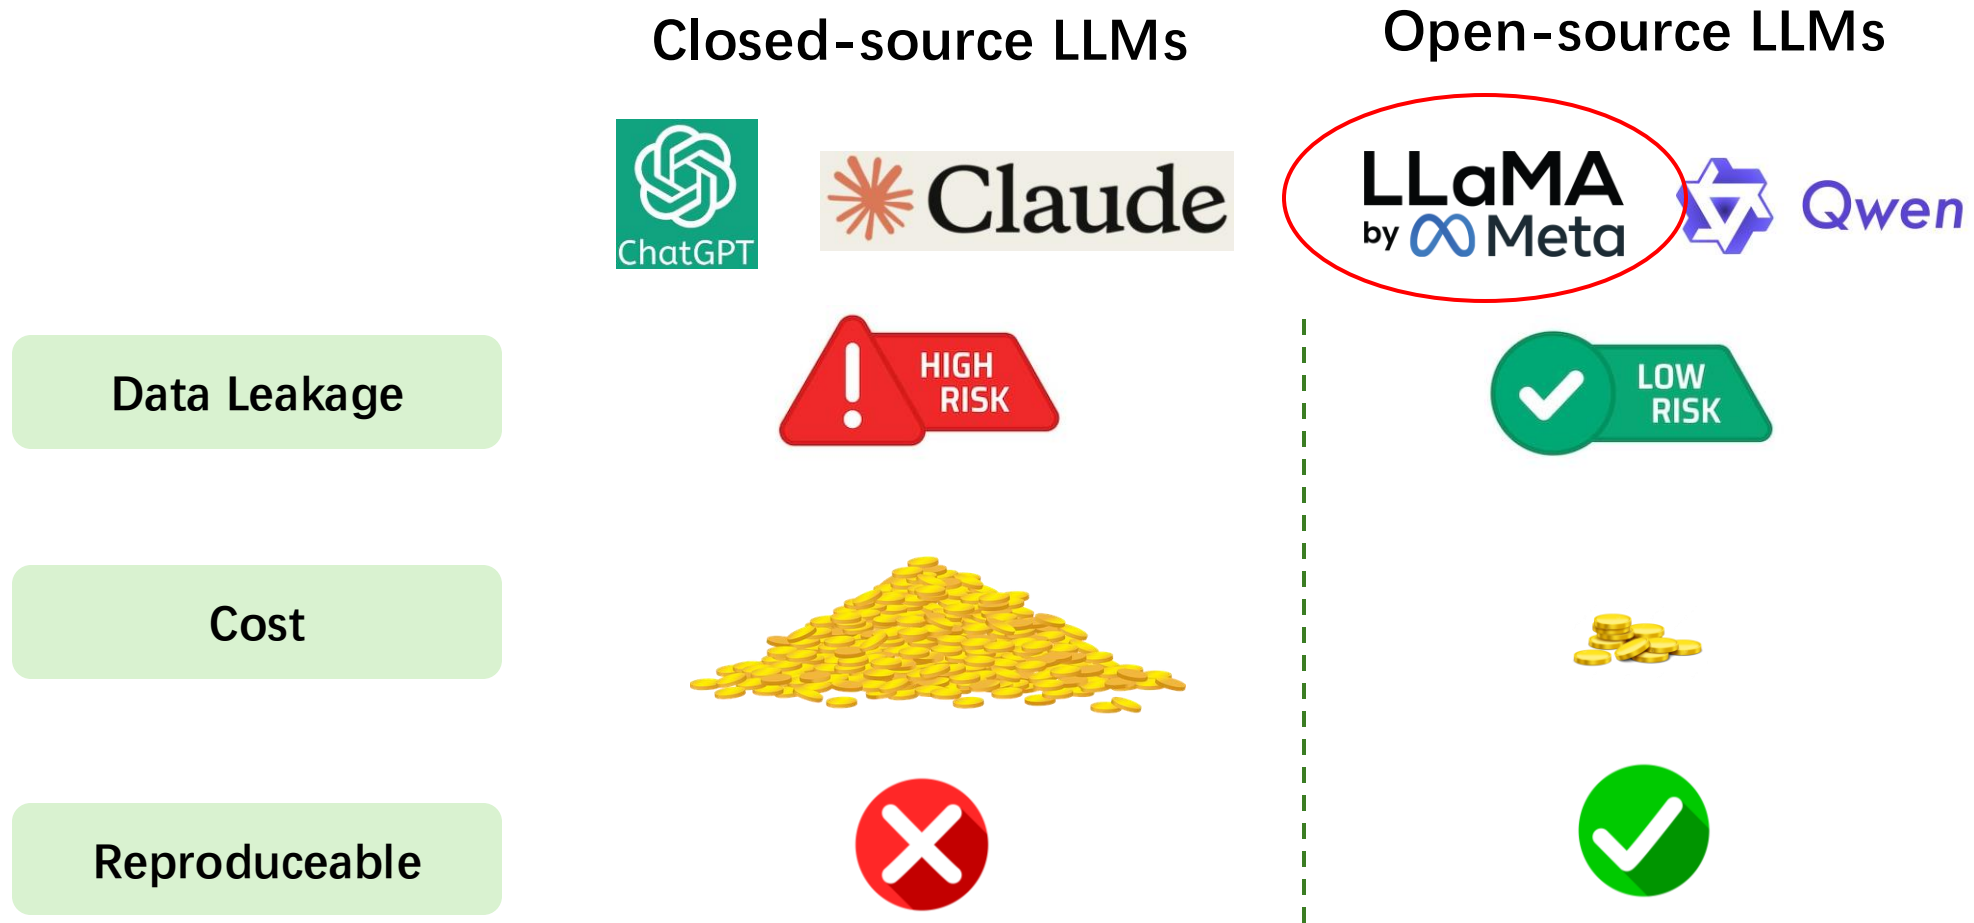 Closed-source LLMs
Open-source LLMs
ChatGPT
Claude
LLaMA
by Meta
Qwen
Data Leakage
HIGH
RISK
LOW
RISK
Cost
Reproduceable